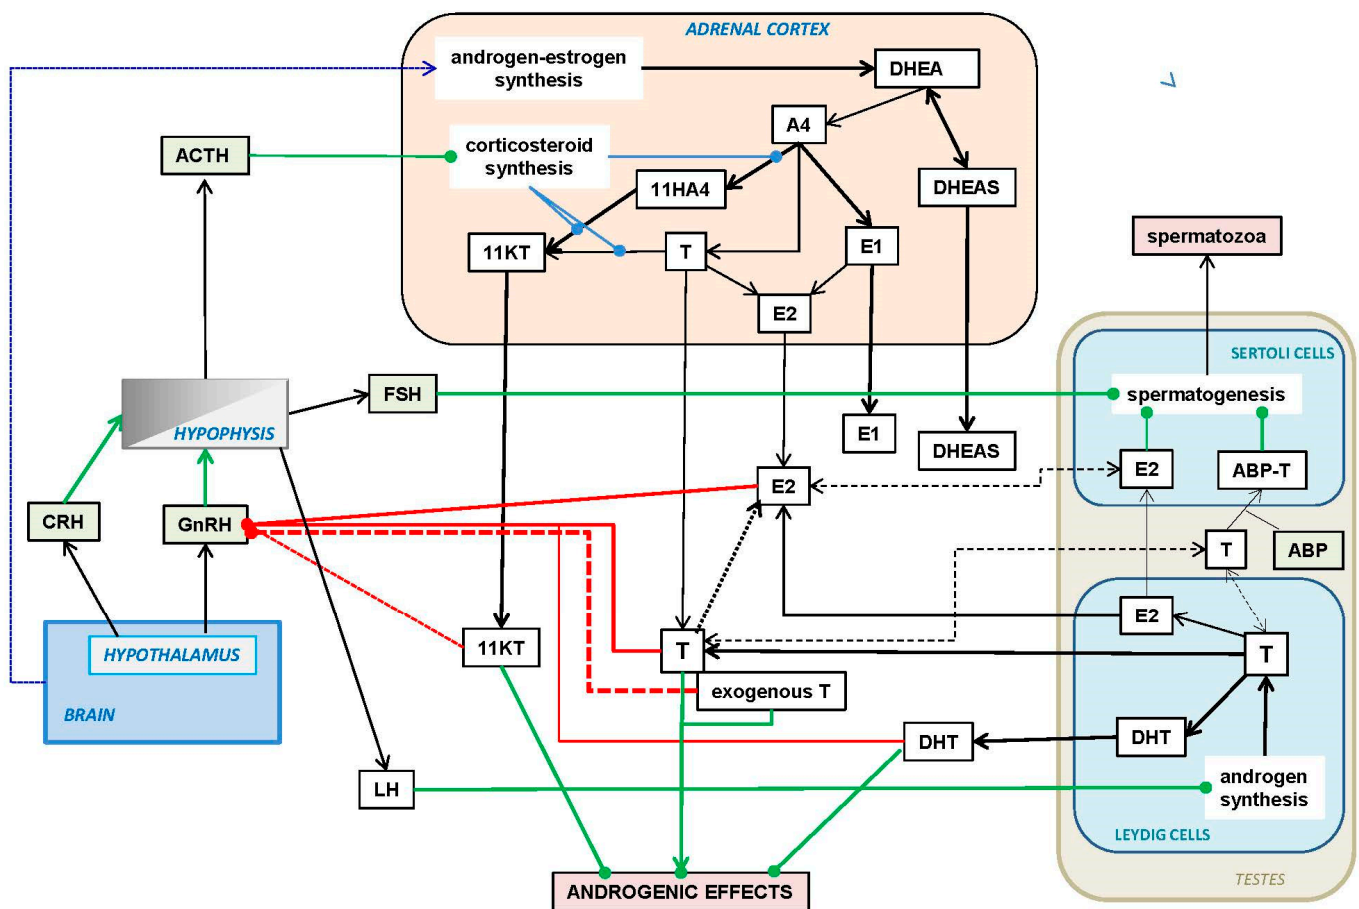 ADRENAL CORTEX
androgen-estrogen
synthesis
DHEA
A4
ACTH
corticosteroid
synthesis
11HA4
DHEAS
spermatozoa
11KT
T
E1
E2
SERTOLI CELLS
FSH
spermatogenesis
HYPOPHYSIS
E1
DHEAS
E2
E2
ABP-T
CRH
GnRH
T
ABP
E2
HYPOTHALAMUS
11KT
T
T
exogenous T
BRAIN
DHT
DHT
LH
androgen
synthesis
LEYDIG CELLS
TESTES
ANDROGENIC EFFECTS